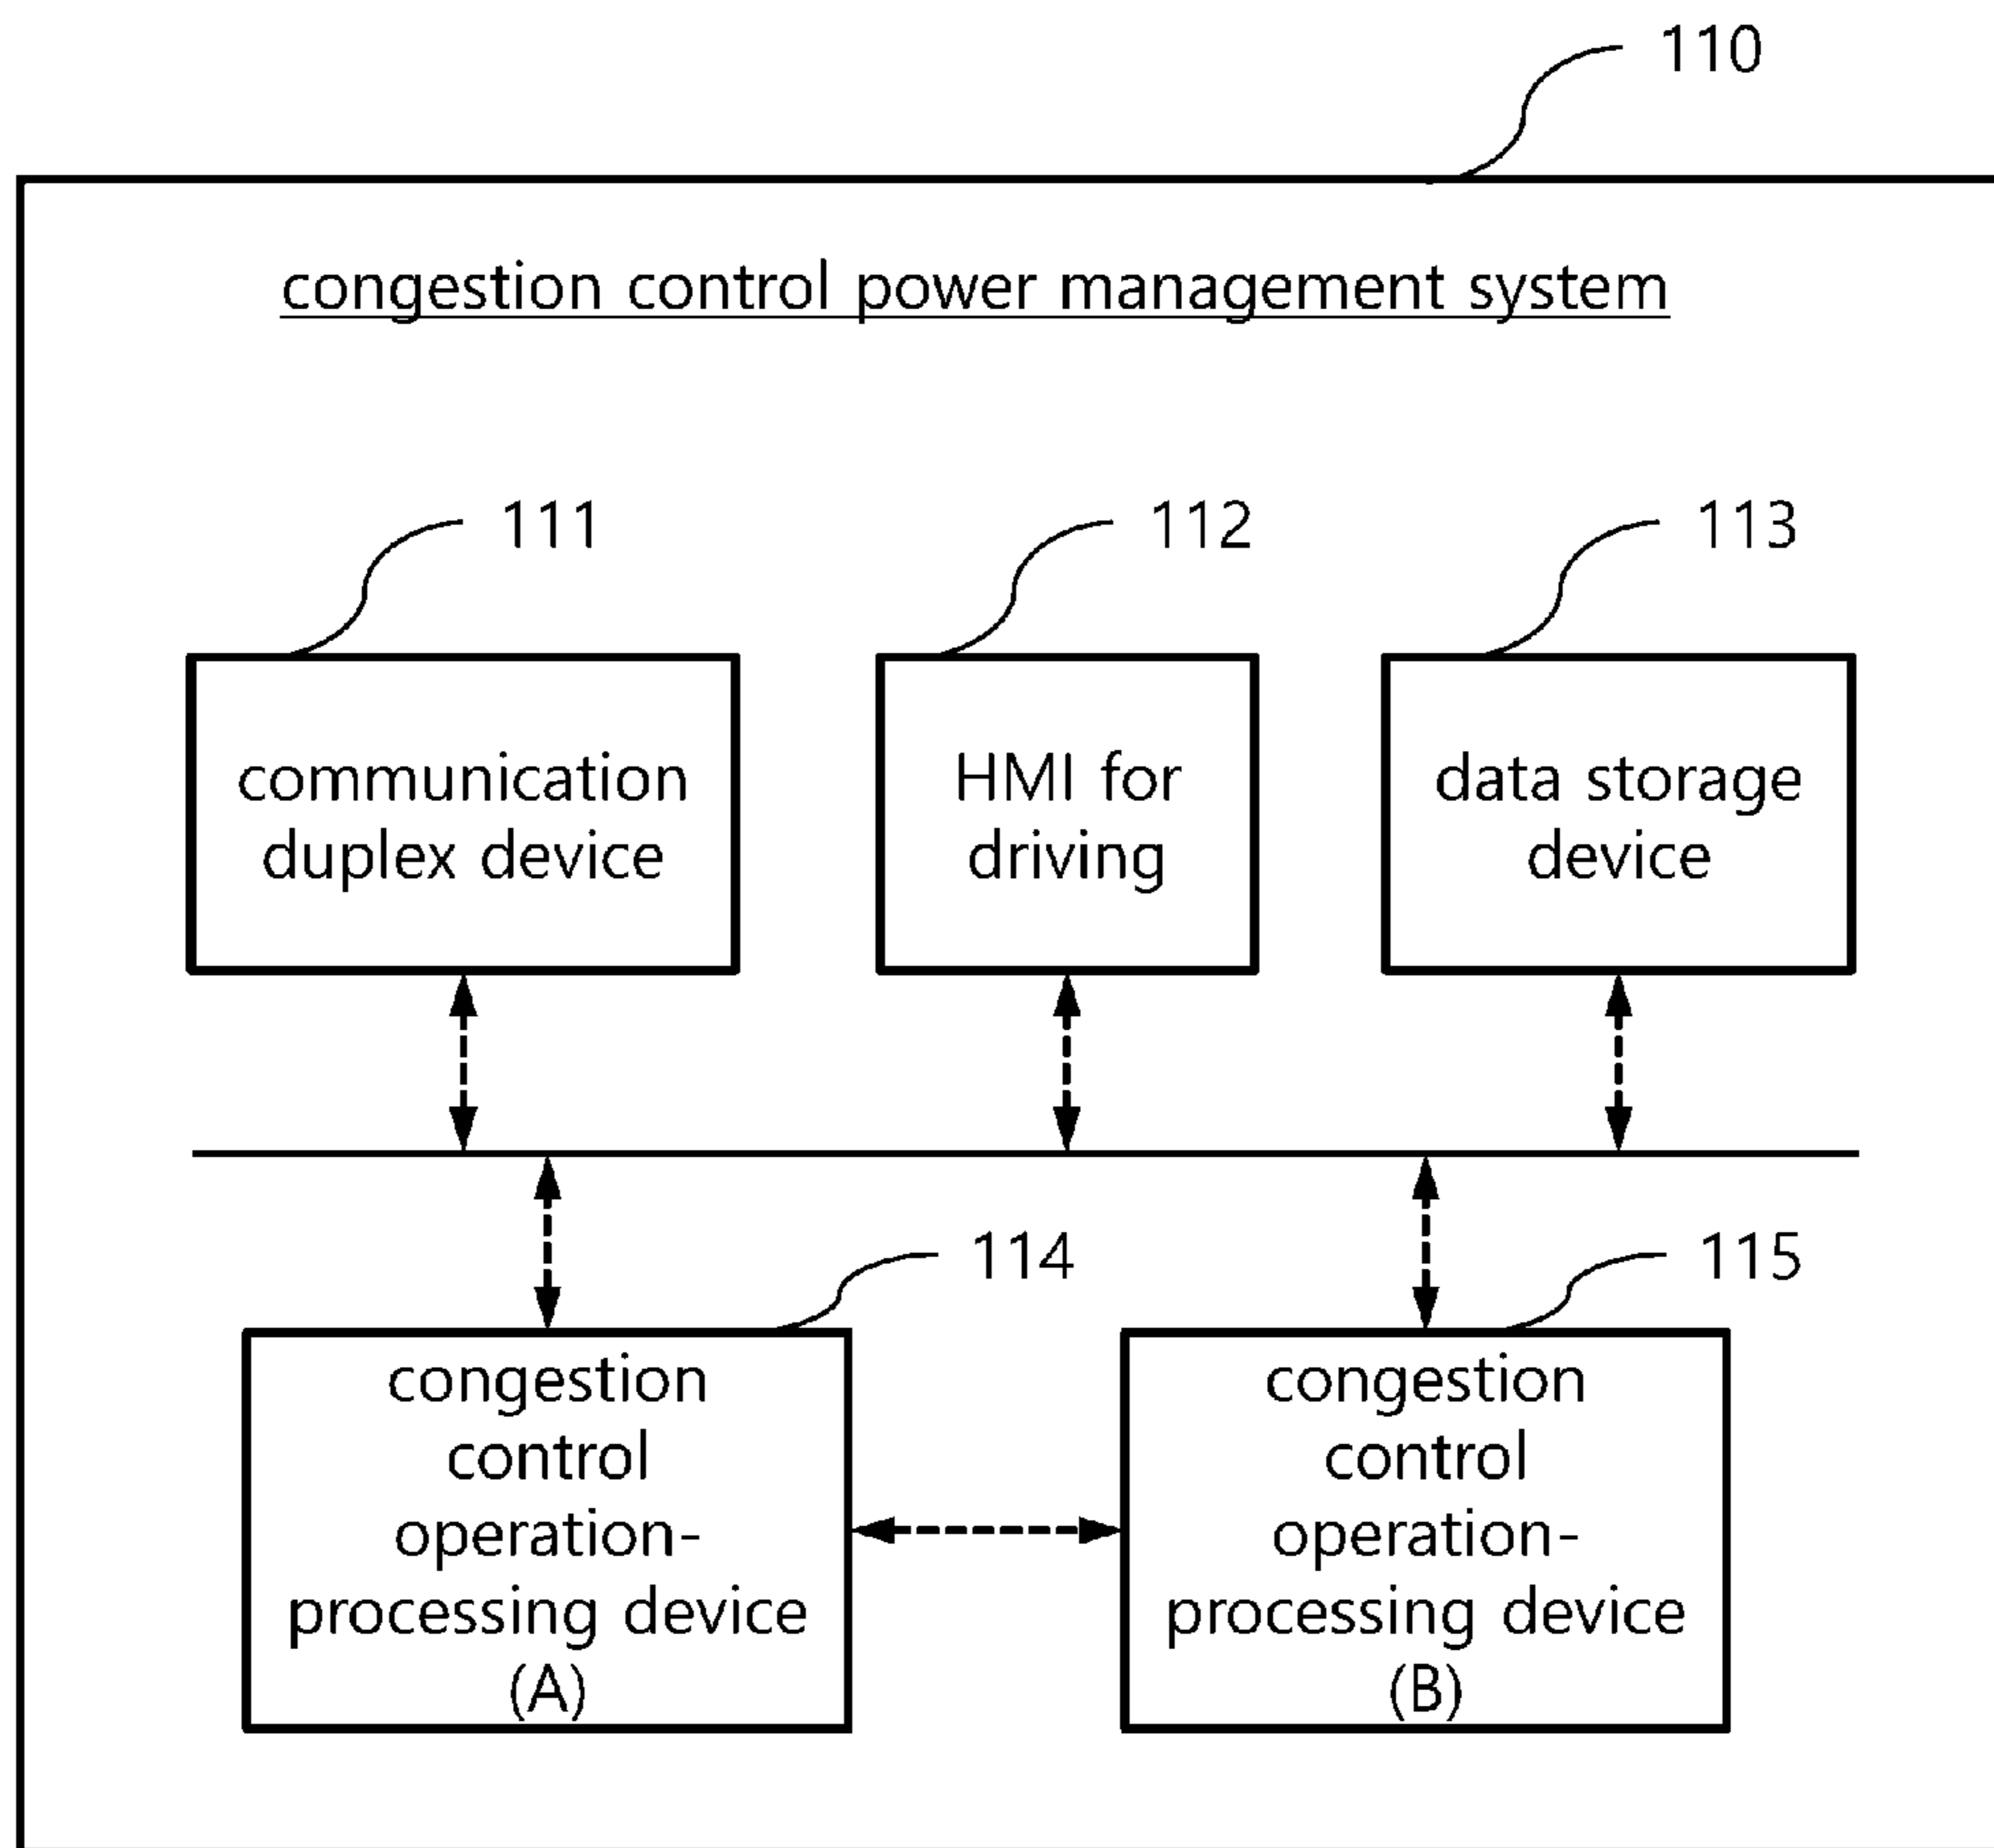 110
congestion control power management system
111
112
113
communication
duplex device
HMI for
driving
data storage
device
114
115
congestion
control
operation-
processing device
(A)
congestion
control
operation-
processing device
(B)